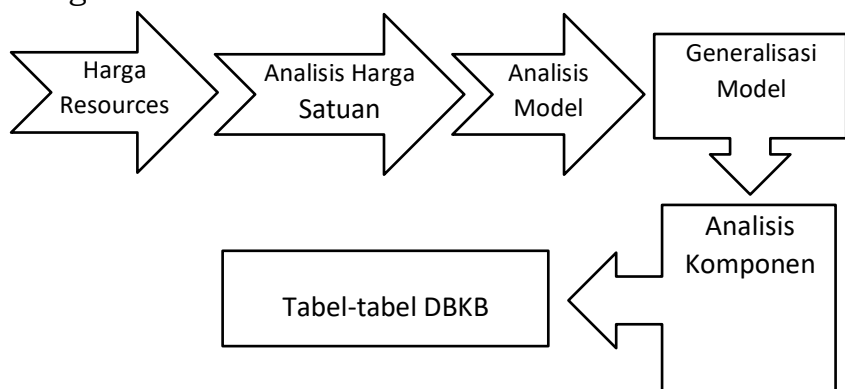 Harga
Resources
Analisis Harga
Satuan
Analisis
Model
Generalisasi
Model
Analisis
Komponen
Tabel-tabel DBKB